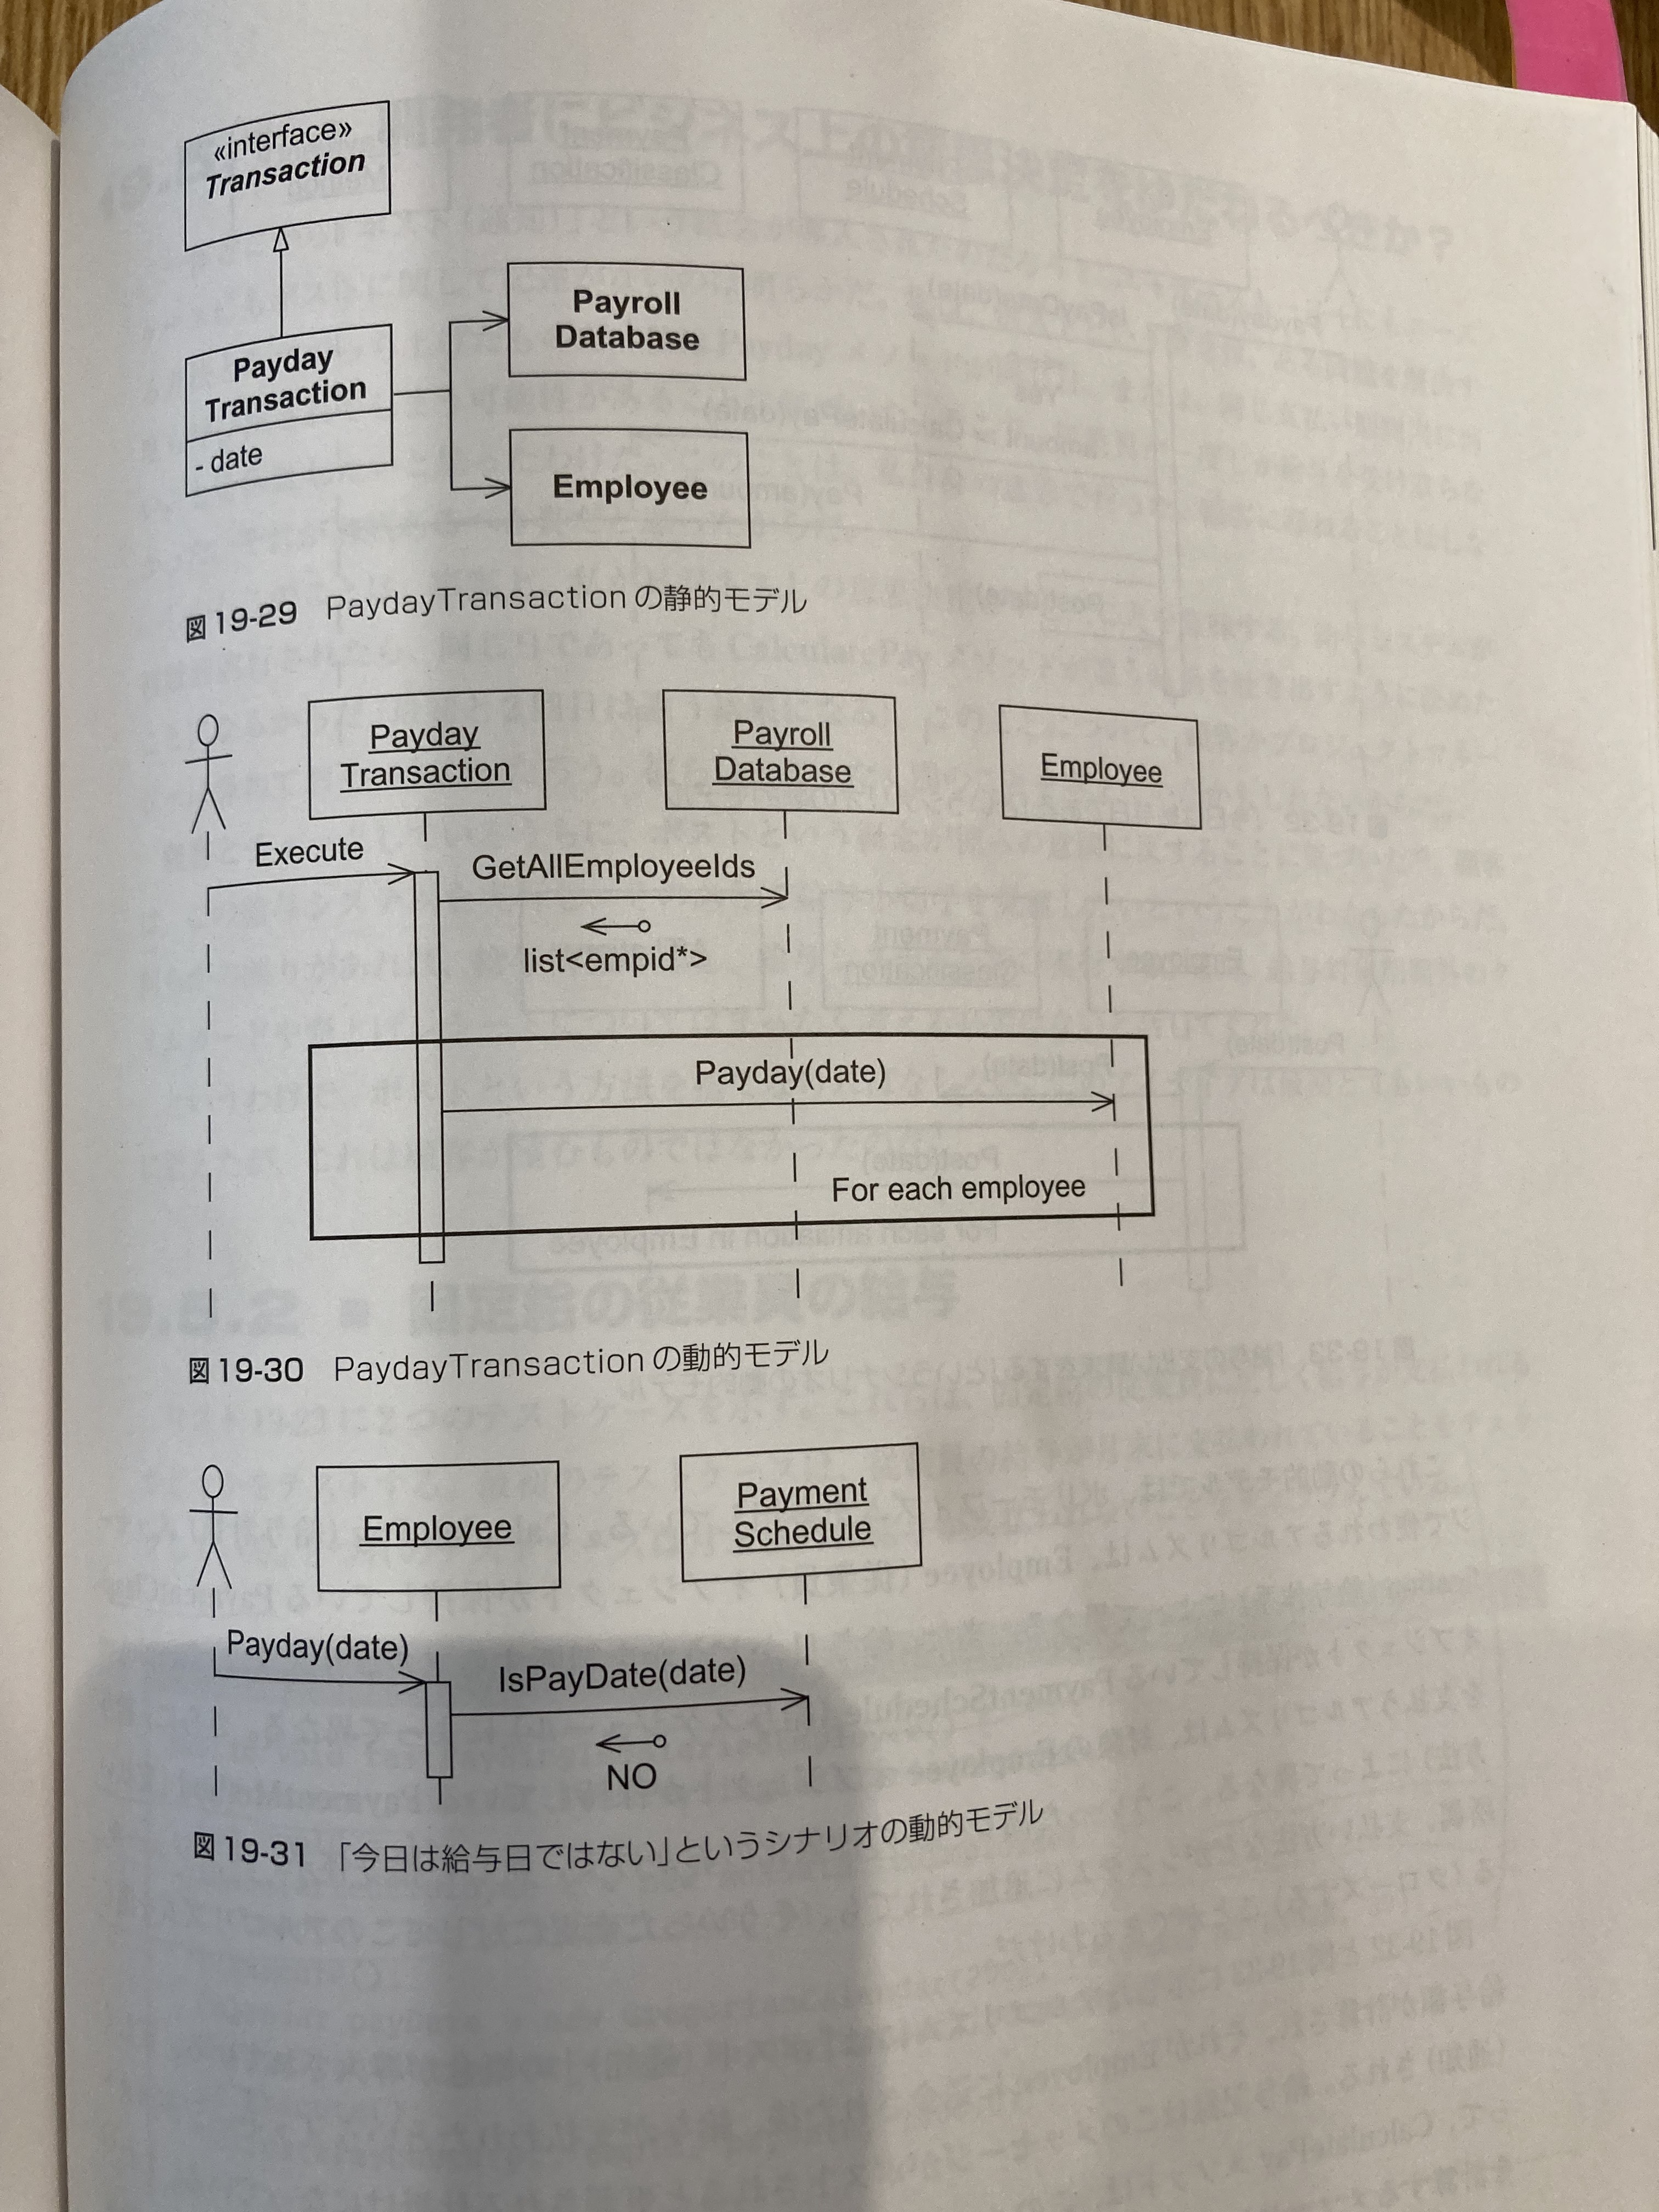 «interface»
Transaction
Payday
Transaction
- date
Payroll
Database
Employee
図 19-29 PaydayTransaction の静的モデル
Payday
Transaction
Payroll
Database
Employee
Execute
GetAllEmployeeIds
list<empid*>
Payday(date)
For each employee
図 19-30 PaydayTransaction の動的モデル
Employee
Payment
Schedule
Payday(date)
IsPayDate(date)
NO
図 19-31 「今日は給与日ではない」というシナリオの動的モデル